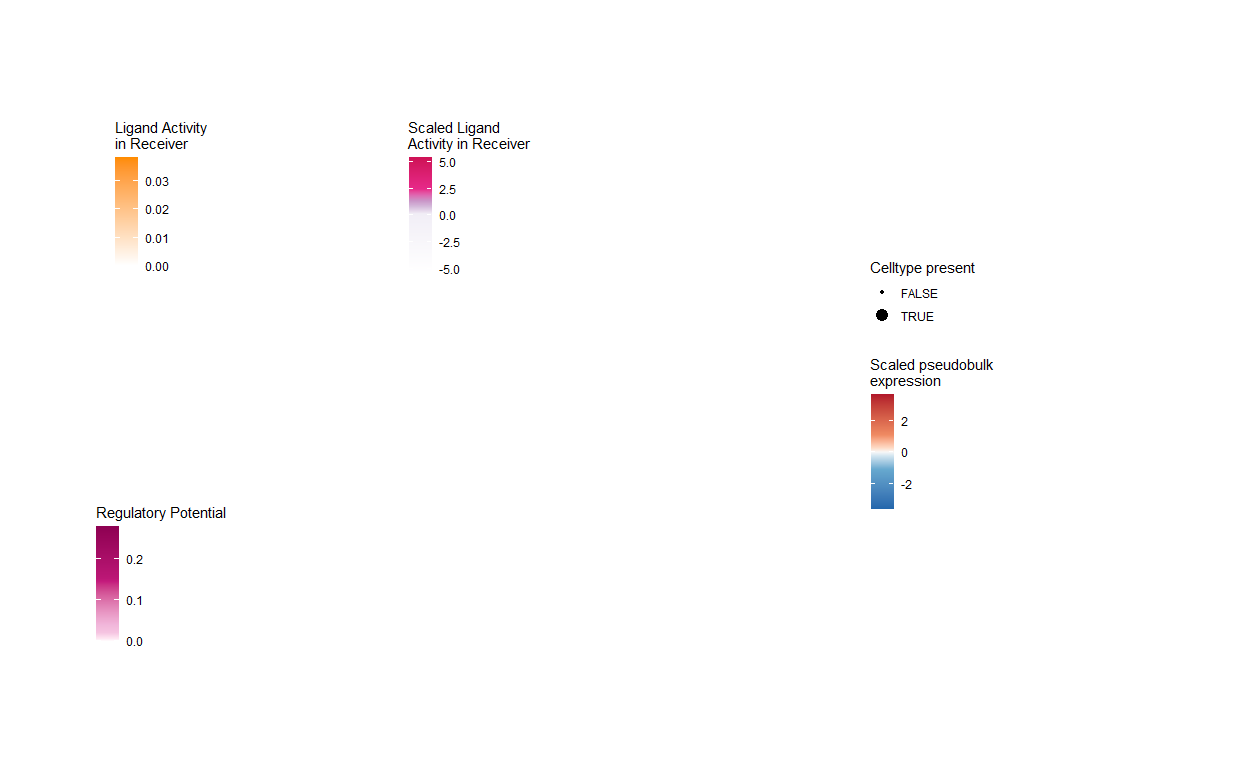 Ligand Activity
in Receiver
0.03
0.02
0.01
0.00
Scaled Ligand
Activity in Receiver
5.0
2.5
0.0
-2.5
-5.0
Celltype present
FALSE
TRUE
Scaled pseudobulk
expression
2
0
-2
Regulatory Potential
0.2
0.1
0.0